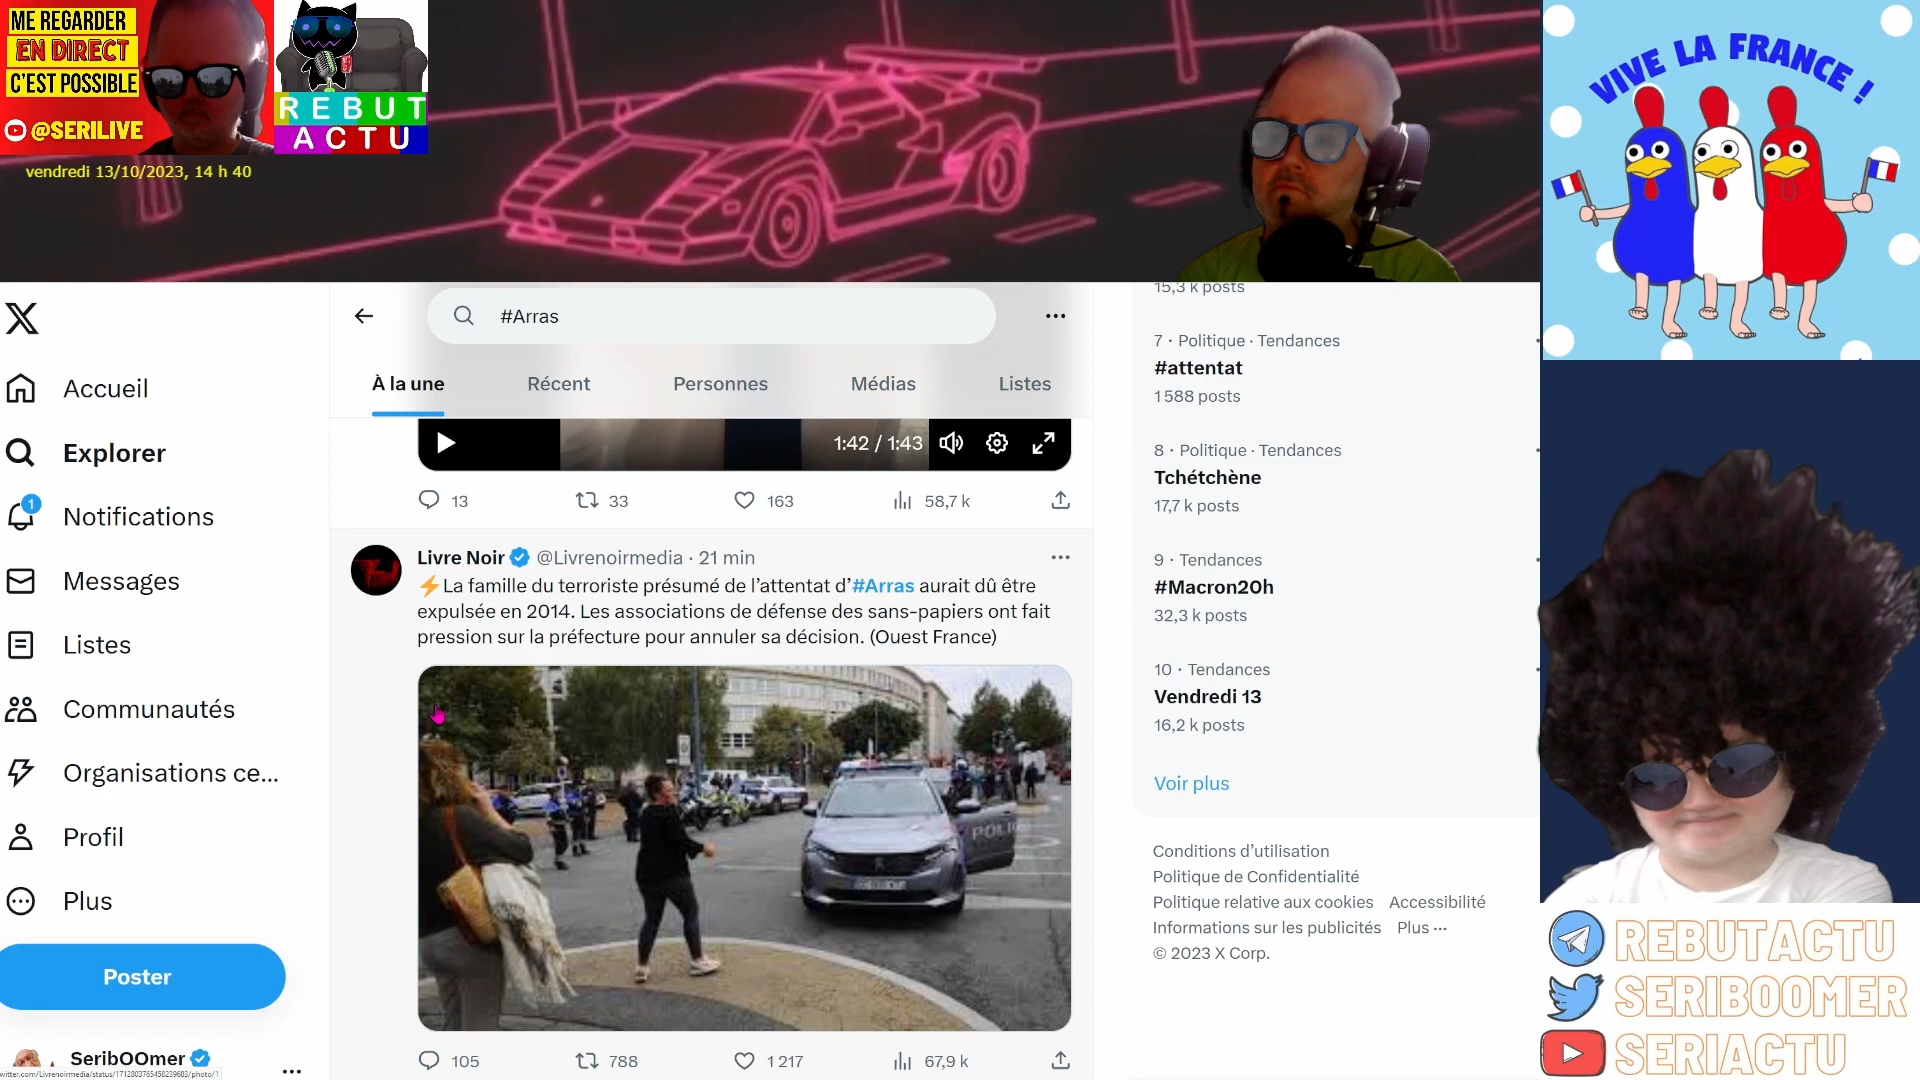 ME REGARDER
EN DIRECT
C'EST POSSIBLE
@SERILIVE
REBUT
ACTU
vendredi 13/10/2023, 14 h 40
VIVE LA FRANCE !
#Arras
À la une
Récent
Personnes
Médias
Listes
Accueil
Explorer
1
Notifications
Messages
Listes
Communautés
Organisations ce...
Profil
Plus
Poster
SeribOOmer
1:42 / 1:43
13
33
163
58,7 k
Livre Noir @Livrenoirmedia · 21 min
⚡La famille du terroriste présumé de l'attentat d'#Arras aurait dû être
expulsée en 2014. Les associations de défense des sans-papiers ont fait
pression sur la préfecture pour annuler sa décision. (Ouest France)
POLIC
105
788
1 217
67,9 k
15,3 k posts
7 · Politique · Tendances
#attentat
1 588 posts
8 · Politique · Tendances
Tchétchène
17,7 k posts
9 · Tendances
#Macron20h
32,3 k posts
10 · Tendances
Vendredi 13
16,2 k posts
Voir plus
Conditions d'utilisation
Politique de Confidentialité
Politique relative aux cookies Accessibilité
Informations sur les publicités Plus ...
© 2023 X Corp.
REBUTACTU
SERIBOOMER
SERIACTU